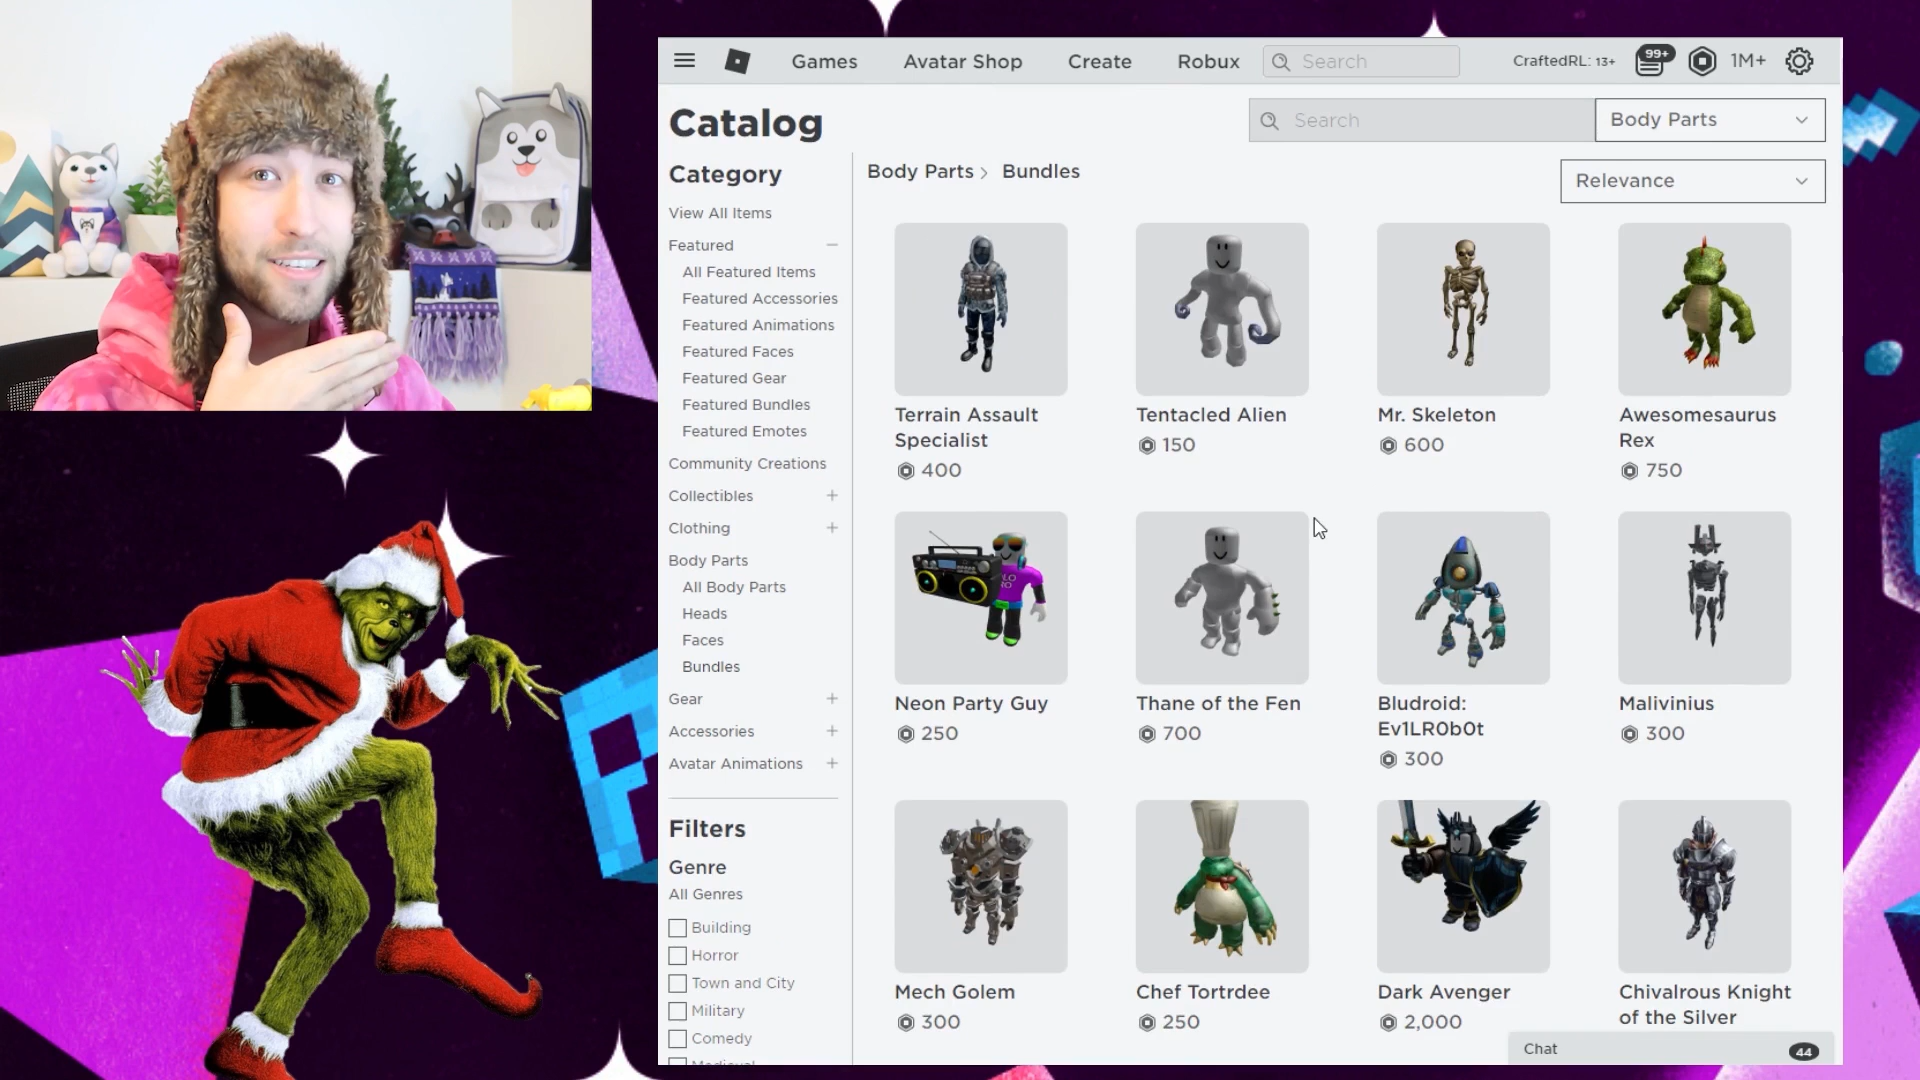 Games
Avatar Shop
Create
Robux
Search
CraftedRL: 13+
99+
1M+
Catalog
Search
Body Parts
Category
Body Parts
Bundles
Relevance
View All Items
Featured
All Featured Items
Featured Accessories
Featured Animations
Featured Faces
Featured Gear
Featured Bundles
Featured Emotes
Community Creations
Collectibles
Clothing
Body Parts
All Body Parts
Heads
Faces
Bundles
Gear
Accessories
Avatar Animations
Filters
Genre
All Genres
Building
Horror
Town and City
Military
Comedy
Medieval
Terrain Assault
Specialist
400
Tentacled Alien
150
Mr. Skeleton
600
Awesomesaurus
Rex
750
Neon Party Guy
250
Thane of the Fen
700
Bludroid:
Ev1LR0b0t
300
Malivinius
300
Mech Golem
300
Chef Tortrdee
250
Dark Avenger
2,000
Chivalrous Knight
of the Silver
Chat
44